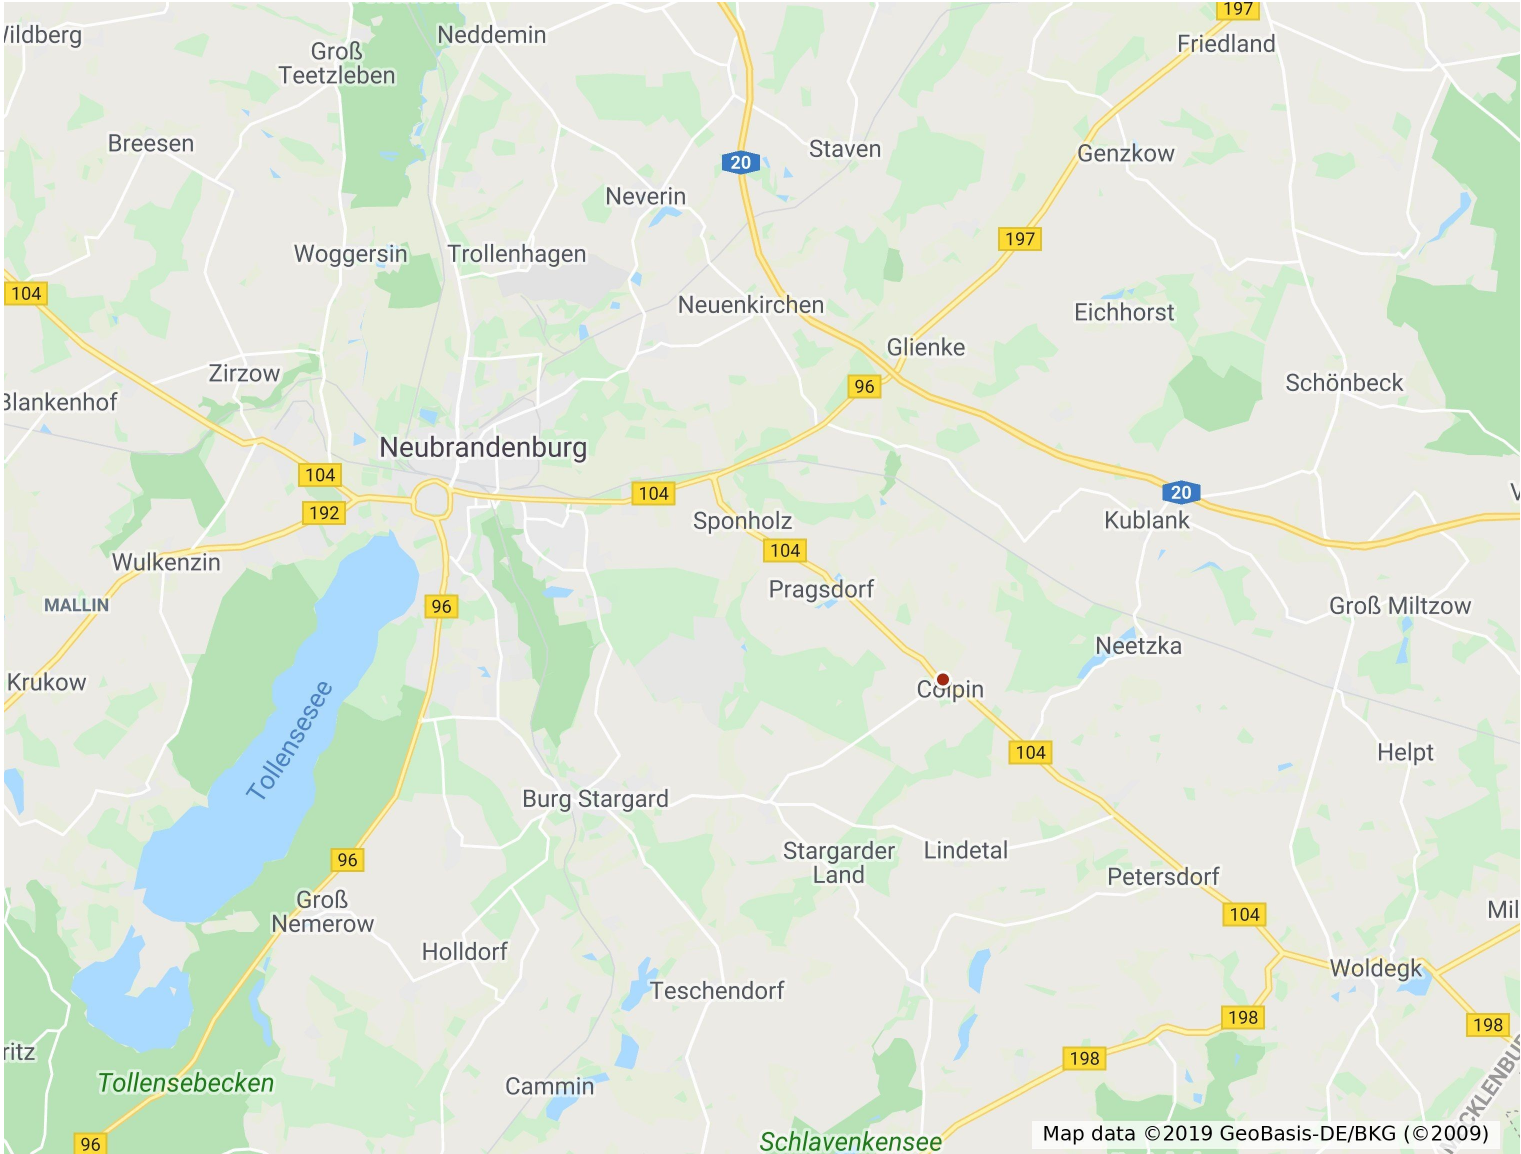 197
Wildberg
Neddemin
Friedland
Groß
Teetzleben
Breesen
Staven
Genzkow
20
Neverin
197
Woggersin
Trollenhagen
104
Neuenkirchen
Eichhorst
Glienke
Zirzow
96
Schönbeck
Blankenhof
Neubrandenburg
104
104
20
192
Sponholz
Kublank
104
Wulkenzin
Pragsdorf
MALLIN
96
Groß Miltzow
Neetzka
Krukow
Colpin
Tollensesee
104
Helpt
Burg Stargard
Stargarder
Land
Lindetal
96
Petersdorf
Groß
Nemerow
104
Mil
Holldorf
Woldegk
Teschendorf
198
198
ritz
198
Tollensebecken
Cammin
CKLENBU
96
Schlavenkensee
Map data ©2019 GeoBasis-DE/BKG (©2009)